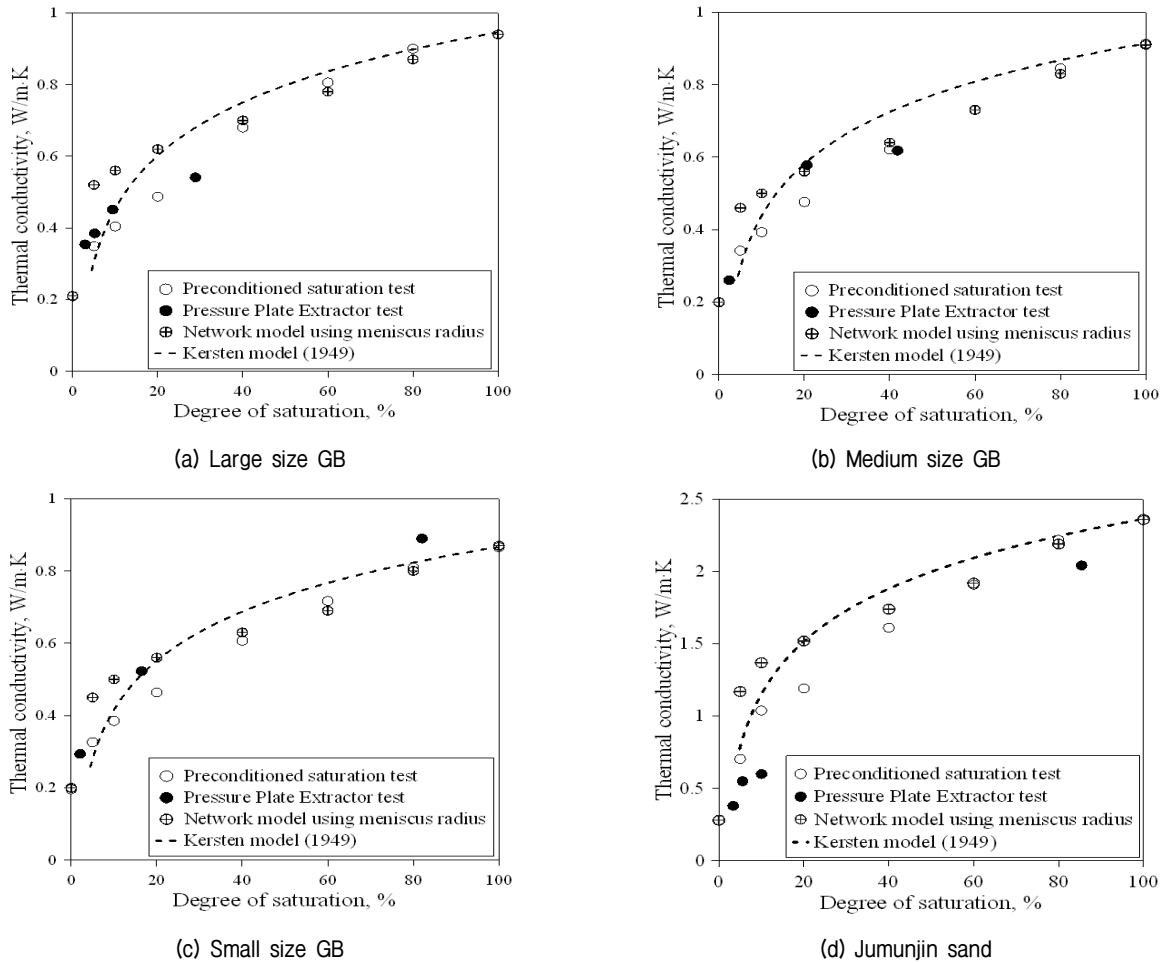 1
0.8
0.6
0.4
0.2
0
Thermal conductivity, W/m·K
Preconditioned saturation test
Pressure Plate Extractor test
Network model using meniscus radius
Kersten model (1949)
0 20 40 60 80 100
Degree of saturation, %
(a) Large size GB
1
0.8
0.6
0.4
0.2
0
Thermal conductivity, W/m·K
Preconditioned saturation test
Pressure Plate Extractor test
Network model using meniscus radius
Kersten model (1949)
0 20 40 60 80 100
Degree of saturation, %
(b) Medium size GB
1
0.8
0.6
0.4
0.2
0
Thermal conductivity, W/m·K
Preconditioned saturation test
Pressure Plate Extractor test
Network model using meniscus radius
Kersten model (1949)
0 20 40 60 80 100
Degree of saturation, %
(c) Small size GB
2.5
2
1.5
1
0.5
0
Thermal conductivity, W/m·K
Preconditioned saturation test
Pressure Plate Extractor test
Network model using meniscus radius
Kersten model (1949)
0 20 40 60 80 100
Degree of saturation, %
(d) Jumunjin sand